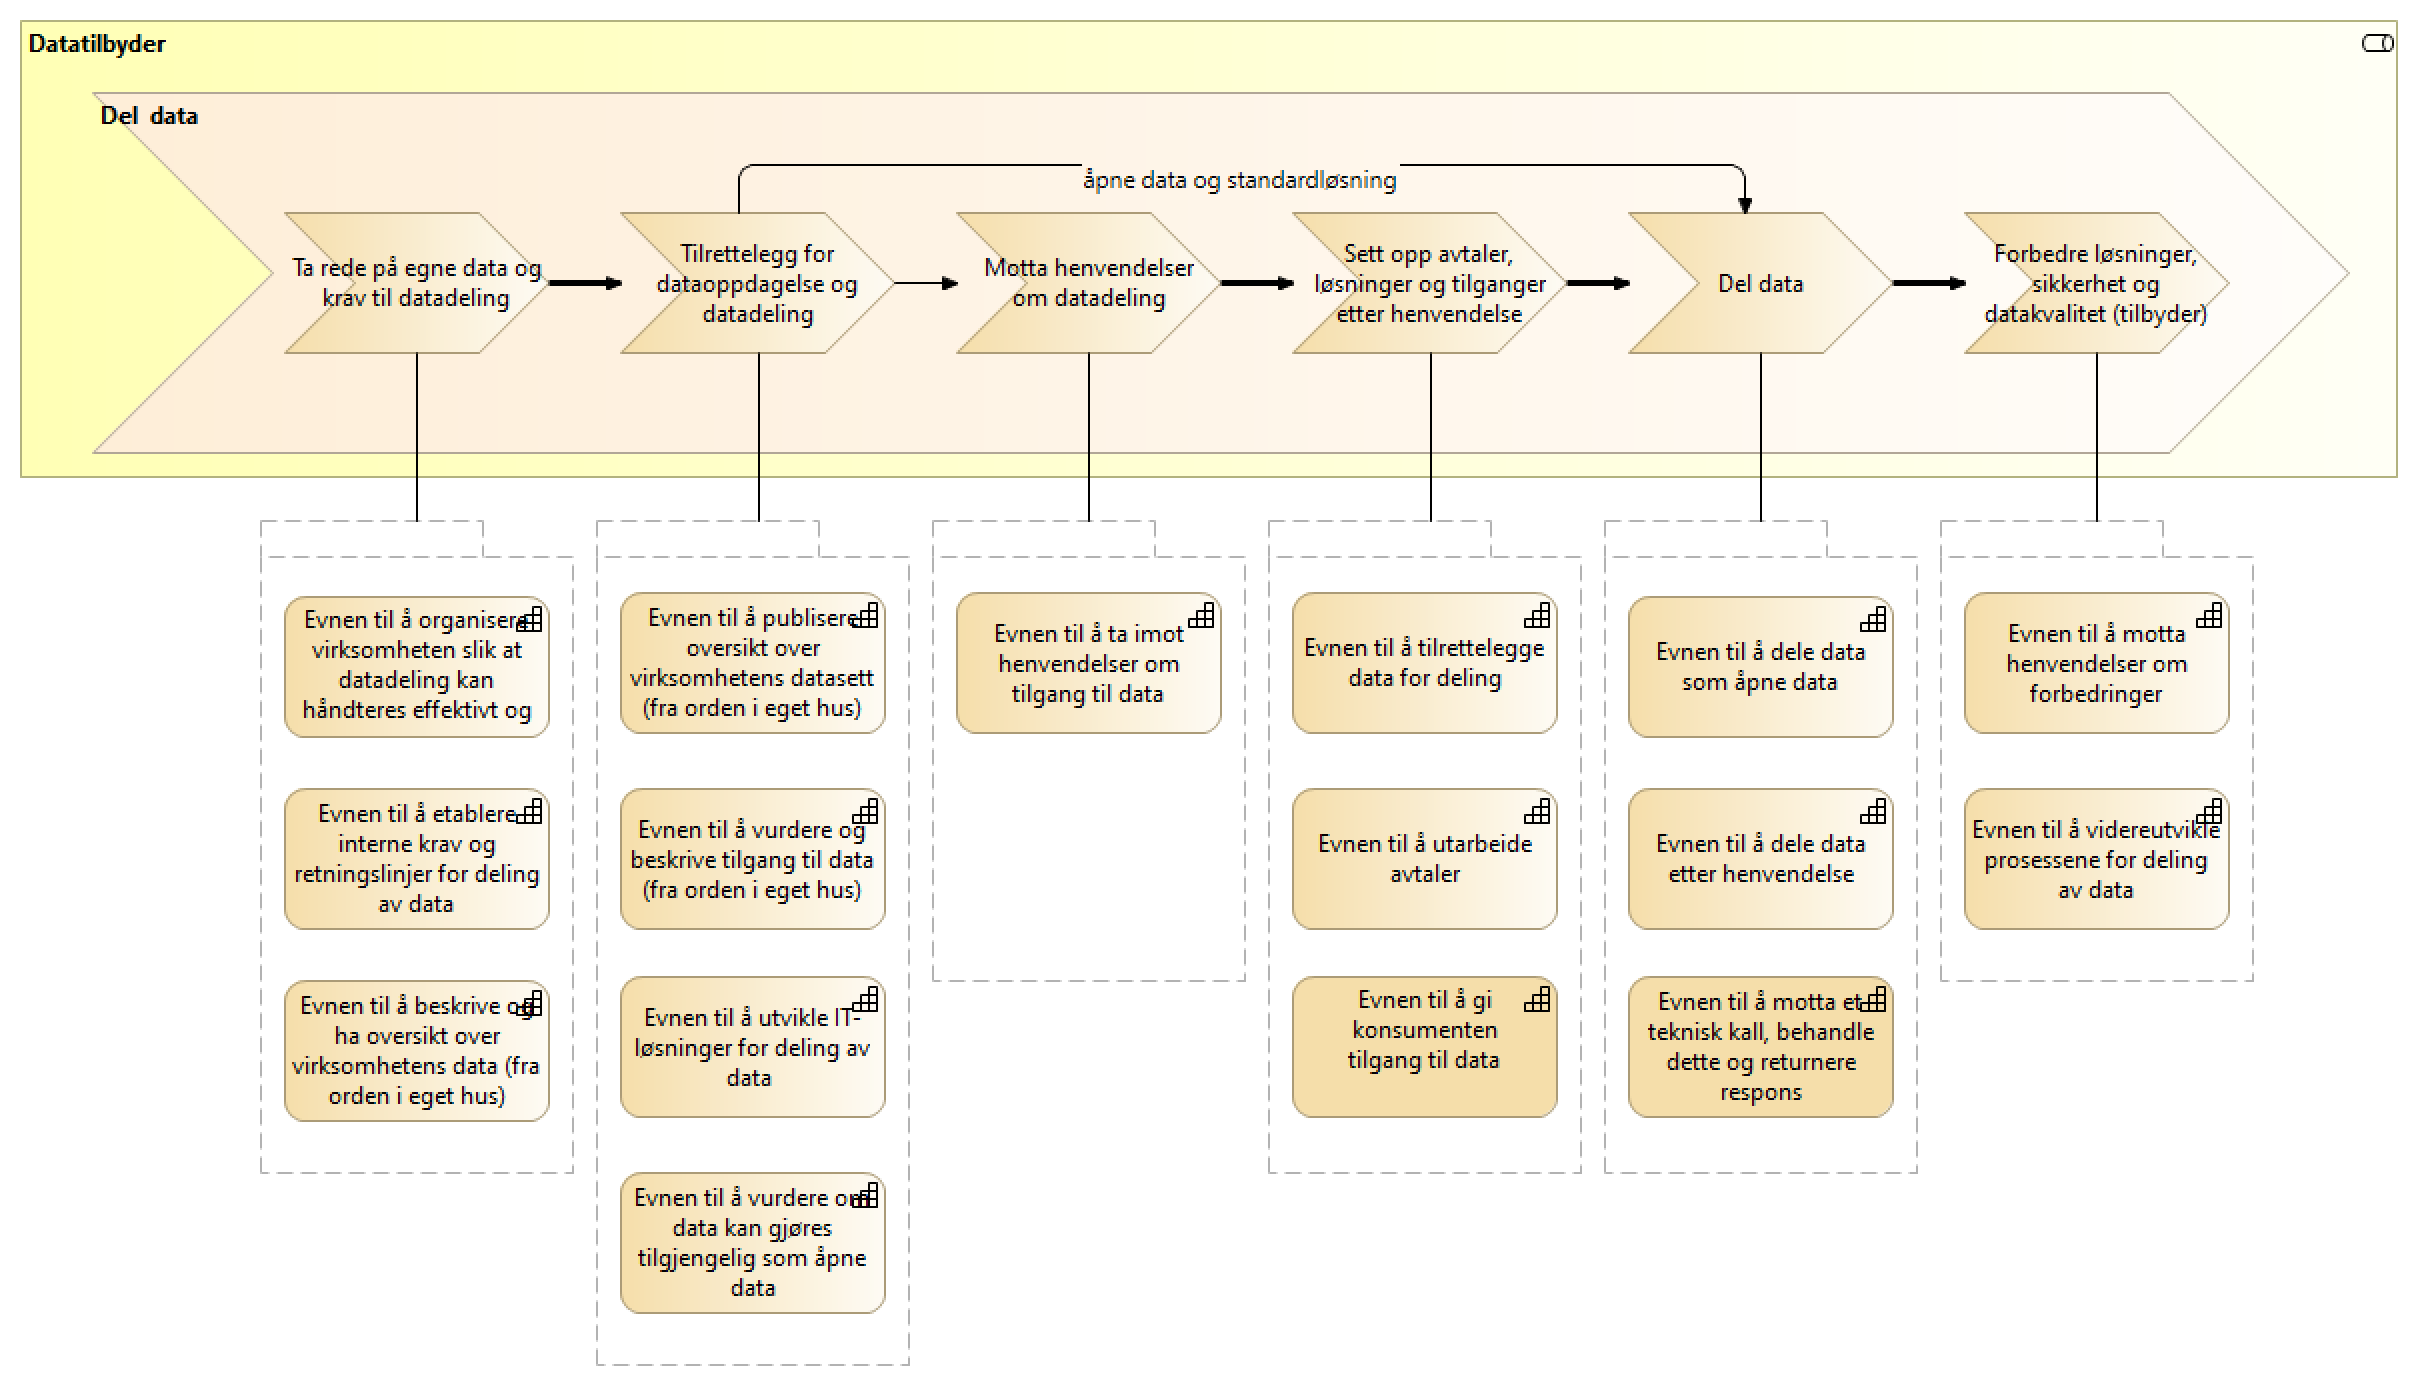 Datatilbyder
Del  data
åpne data og standardløsning
Ta rede på egne data og
krav til datadeling
Tilrettelegg for
dataoppdagelse og
datadeling
Motta henvendelser
om datadeling
Sett opp avtaler,
løsninger og tilganger
etter henvendelse
Del data
Forbedre løsninger,
sikkerhet og
datakvalitet (tilbyder)
Evnen til å organisere
virksomheten slik at
datadeling kan
håndteres effektivt og
Evnen til å etablere
interne krav og
retningslinjer for deling
av data
Evnen til å beskrive og
ha oversikt over
virksomhetens data (fra
orden i eget hus)
Evnen til å publisere
oversikt over
virksomhetens datasett
(fra orden i eget hus)
Evnen til å vurdere og
beskrive tilgang til data
(fra orden i eget hus)
Evnen til å utvikle IT-
løsninger for deling av
data
Evnen til å vurdere om
data kan gjøres
tilgjengelig som åpne
data
Evnen til å ta imot
henvendelser om
tilgang til data
Evnen til å tilrettelegge
data for deling
Evnen til å utarbeide
avtaler
Evnen til å gi
konsumenten
tilgang til data
Evnen til å dele data
som åpne data
Evnen til å dele data
etter henvendelse
Evnen til å motta et
teknisk kall, behandle
dette og returnere
respons
Evnen til å motta
henvendelser om
forbedringer
Evnen til å videreutvikle
prosessene for deling
av data